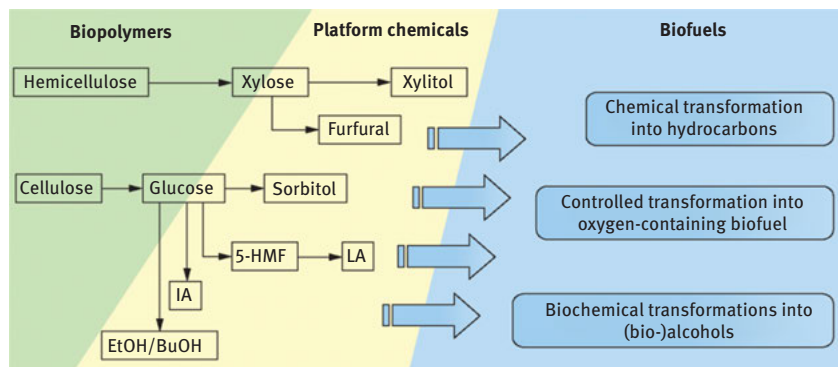 Biopolymers
Platform chemicals
Biofuels
Hemicellulose
Xylose
Xylitol
Furfural
Chemical transformation
into hydrocarbons
Cellulose
Glucose
Sorbitol
Controlled transformation into
oxygen-containing biofuel
5-HMF
LA
IA
Biochemical transformations into
(bio-)alcohols
EtOH/BuOH